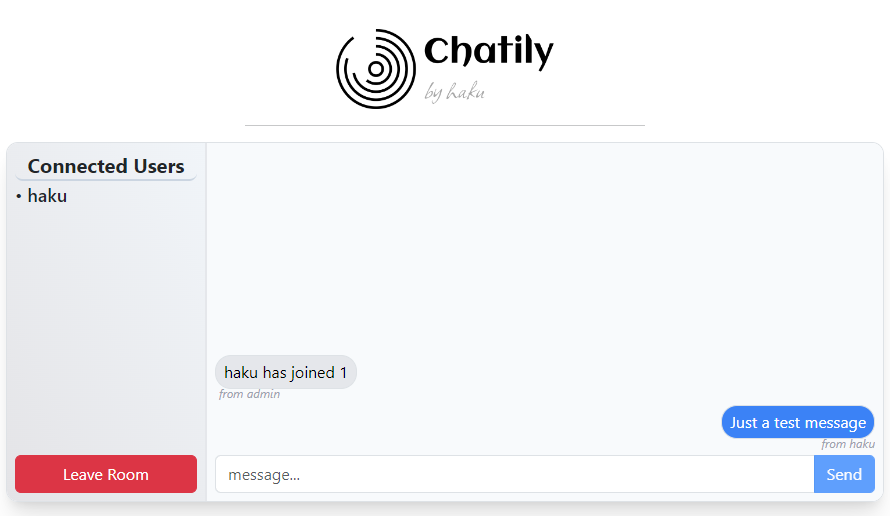 Chatily
by haku
Connected Users
• haku
haku has joined 1
from admin
Just a test message
from haku
Leave Room
message...
Send